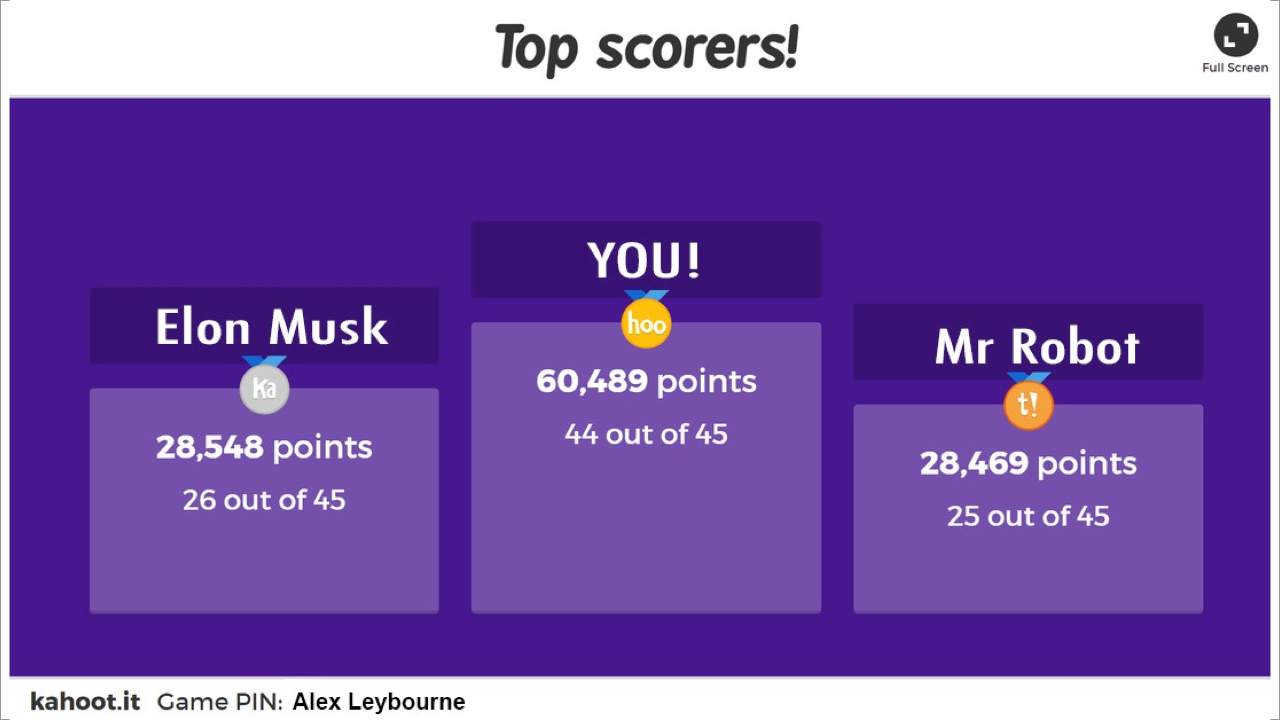 Top scorers!
Full Screen
YOU!
hoo
60,489 points
44 out of 45
Elon Musk
Ka
28,548 points
26 out of 45
Mr Robot
t!
28,469 points
25 out of 45
kahoot.it Game PIN: Alex Leybourne